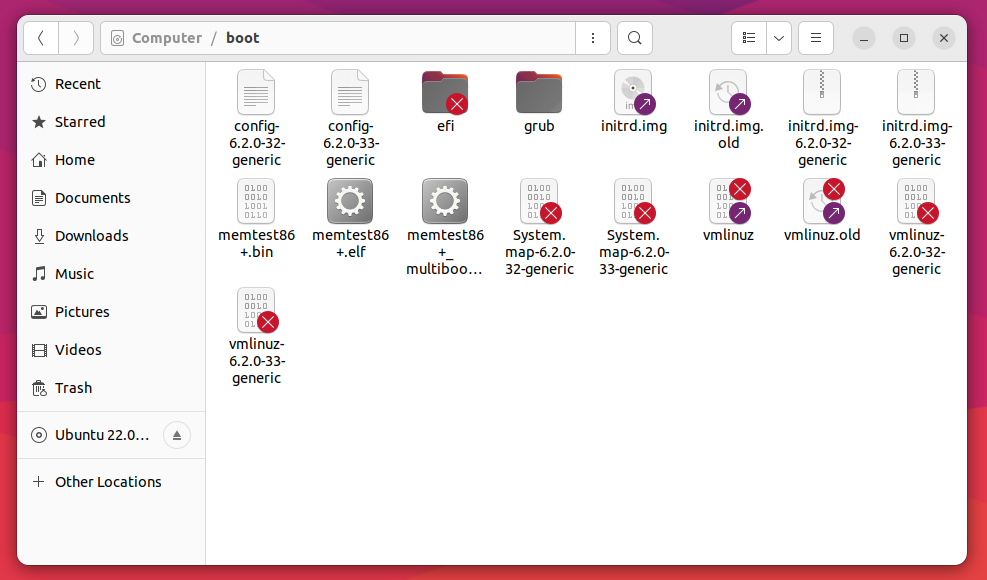 Computer / boot
Recent
Starred
Home
Documents
Downloads
Music
Pictures
Videos
Trash
Ubuntu 22.0…
Other Locations
config-
6.2.0-32-
generic
config-
6.2.0-33-
generic
efi
grub
initrd.img
initrd.img.
old
initrd.img-
6.2.0-32-
generic
initrd.img-
6.2.0-33-
generic
memtest86
+.bin
memtest86
+.elf
memtest86
+_
multiboo…
System.
map-6.2.0-
32-generic
System.
map-6.2.0-
33-generic
vmlinuz
vmlinuz.old
vmlinuz-
6.2.0-32-
generic
vmlinuz-
6.2.0-33-
generic